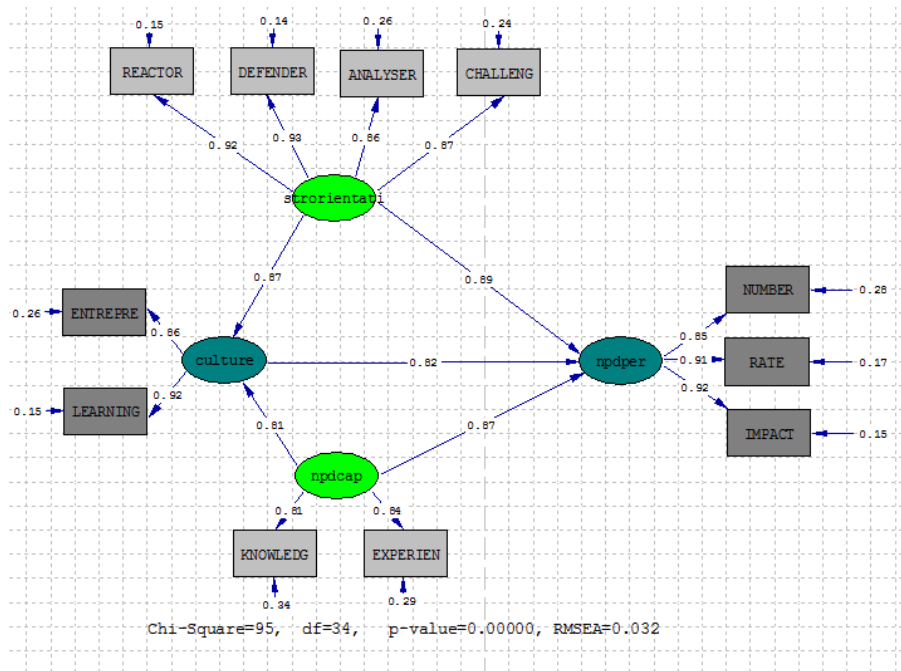 0.15
0.14
0.26
0.24
REACTOR
DEFENDER
ANALYSER
CHALLENG
0.92
0.93
0.86
0.87
strorientati
0.87
0.89
0.26
ENTREPRE
0.86
NUMBER
0.28
0.85
culture
0.82
npdper
0.91
RATE
0.17
0.15
LEARNING
0.92
0.92
IMPACT
0.15
0.81
0.87
npdcap
0.81
0.84
KNOWLEDG
EXPERIEN
0.34
0.29
Chi-Square=95, df=34, p-value=0.00000, RMSEA=0.032